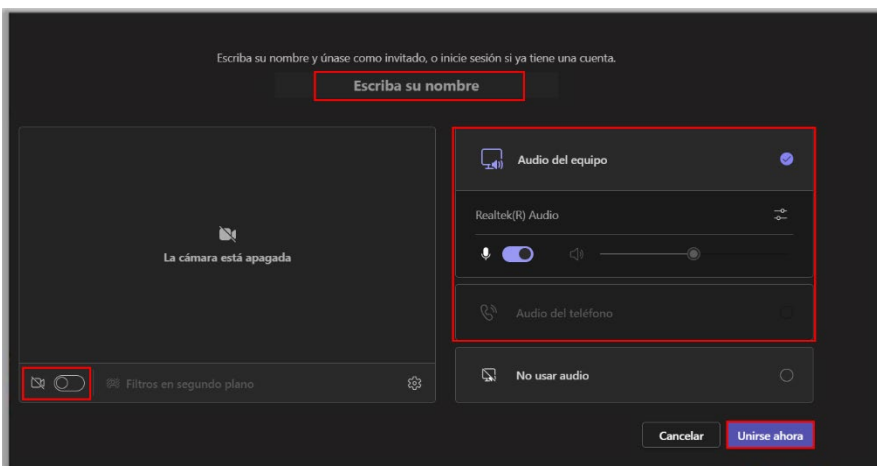 Escriba su nombre y únase como invitado, o inicie sesión si ya tiene una cuenta.
Escriba su nombre
La cámara está apagada
Filtros en segundo plano
Audio del equipo
Realtek(R) Audio
Audio del teléfono
No usar audio
Cancelar
Unirse ahora